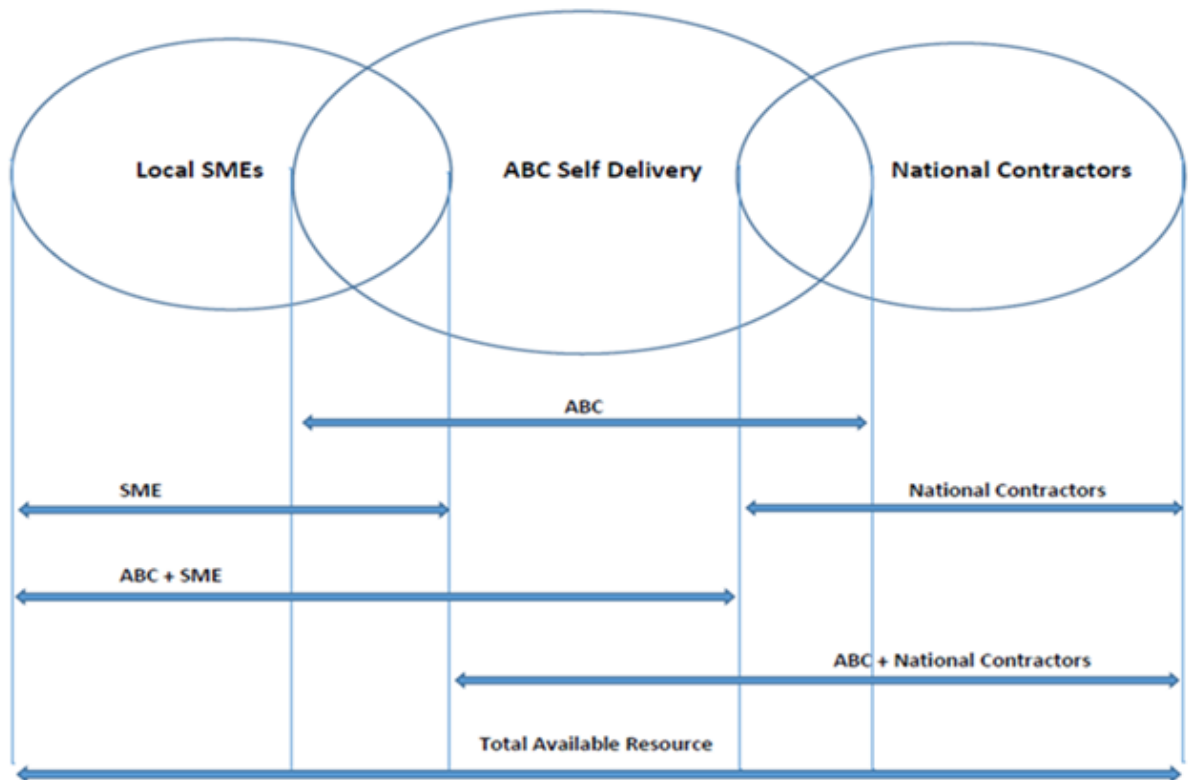 Local SMEs
ABC Self Delivery
National Contractors
ABC
SME
National Contractors
ABC + SME
ABC + National Contractors
Total Available Resource